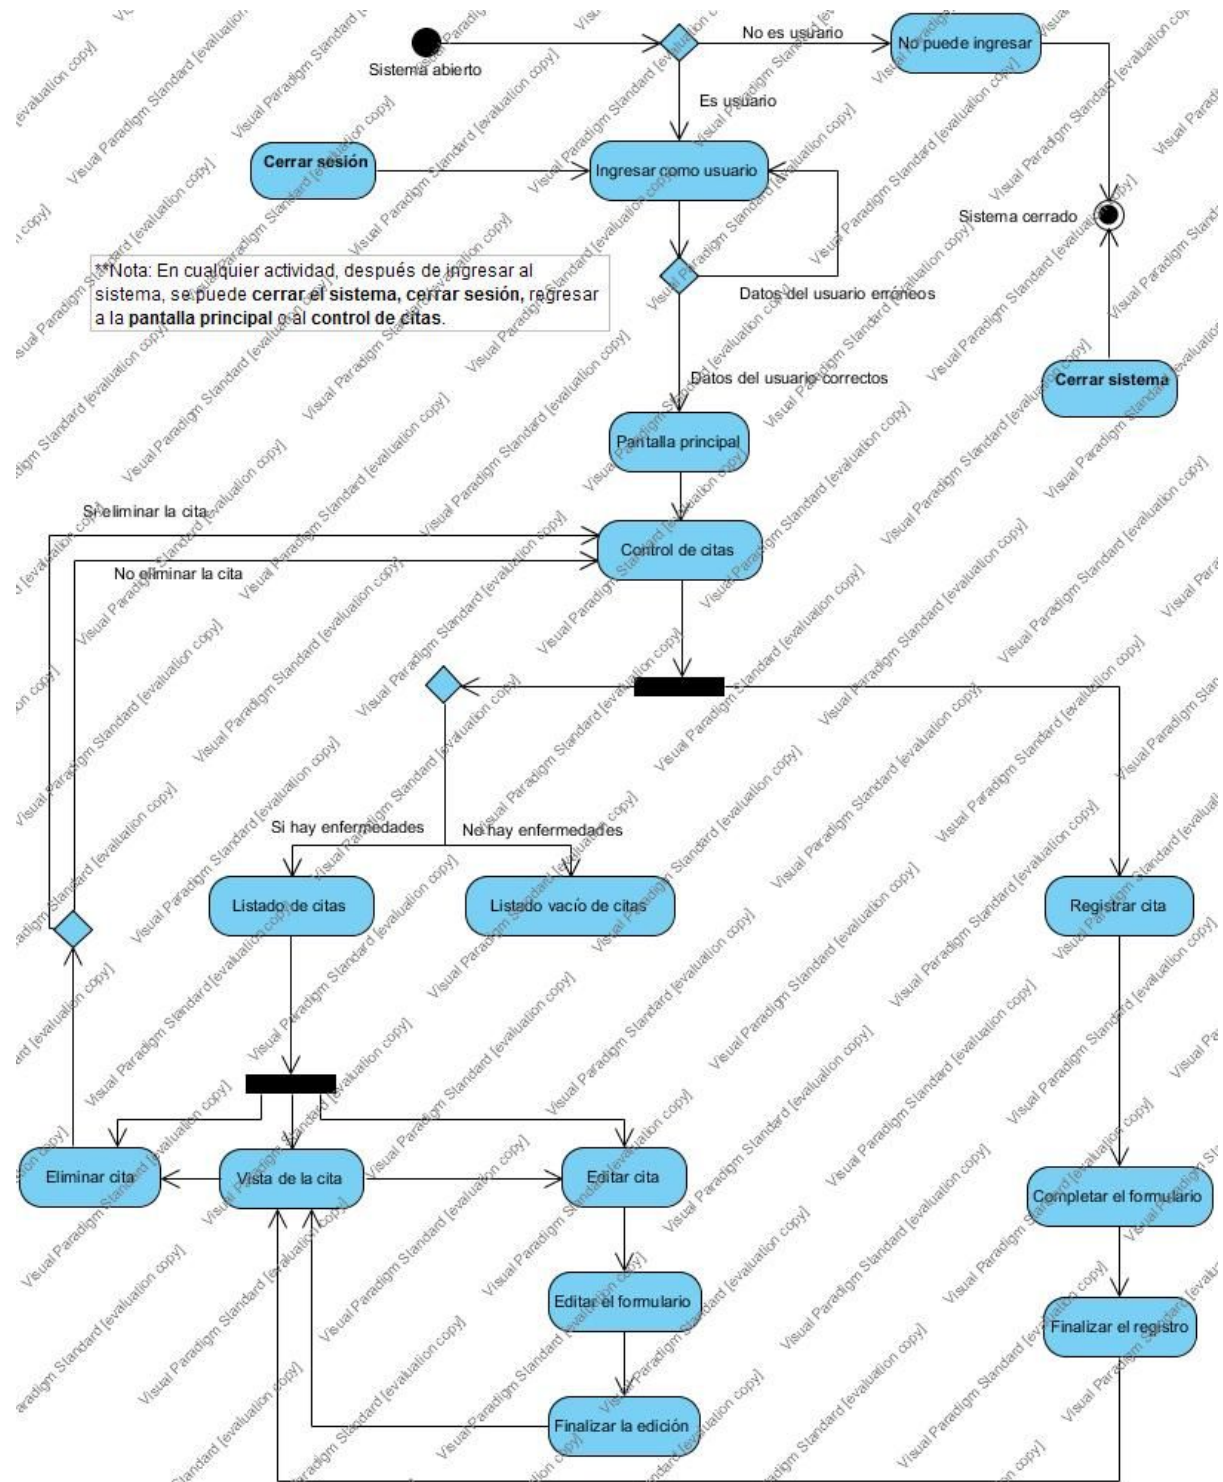 No es usuario
No puede ingresar
Sistema abierto
Es usuario
Cerrar sesión
Ingresar como usuario
Sistema cerrado
**Nota: En cualquier actividad, después de ingresar al
sistema, se puede cerrar el sistema, cerrar sesión, regresar
a la pantalla principal o al control de citas.
Datos del usuario erróneos
Datos del usuario correctos
Cerrar sistema
Pantalla principal
Si eliminar la cita
Control de citas
No eliminar la cita
Si hay enfermedades
No hay enfermedades
Listado de citas
Listado vacío de citas
Registrar cita
Eliminar cita
Vista de la cita
Editar cita
Completar el formulario
Editar el formulario
Finalizar el registro
Finalizar la edición
Visual Paradigm Standard [evaluation copy]